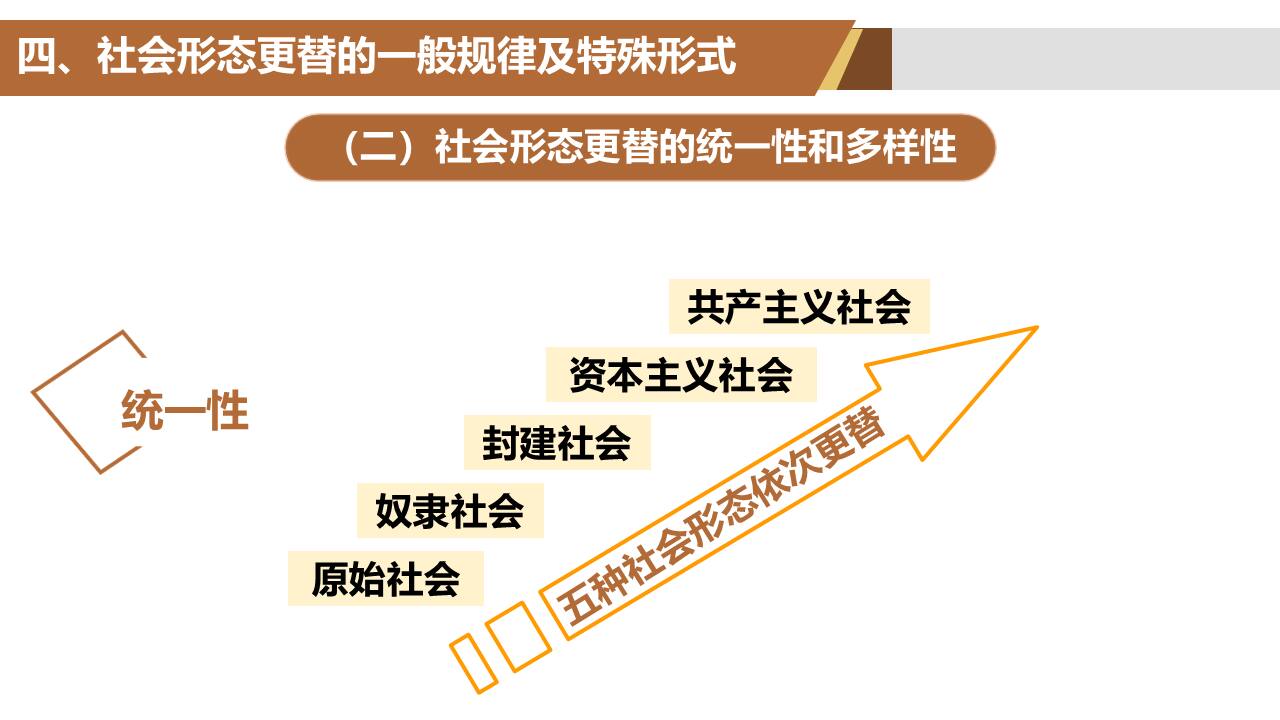 四、社会形态更替的一般规律及特殊形式
（二）社会形态更替的统一性和多样性
共产主义社会
资本主义社会
统一性
封建社会
奴隶社会
原始社会
五种社会形态依次更替